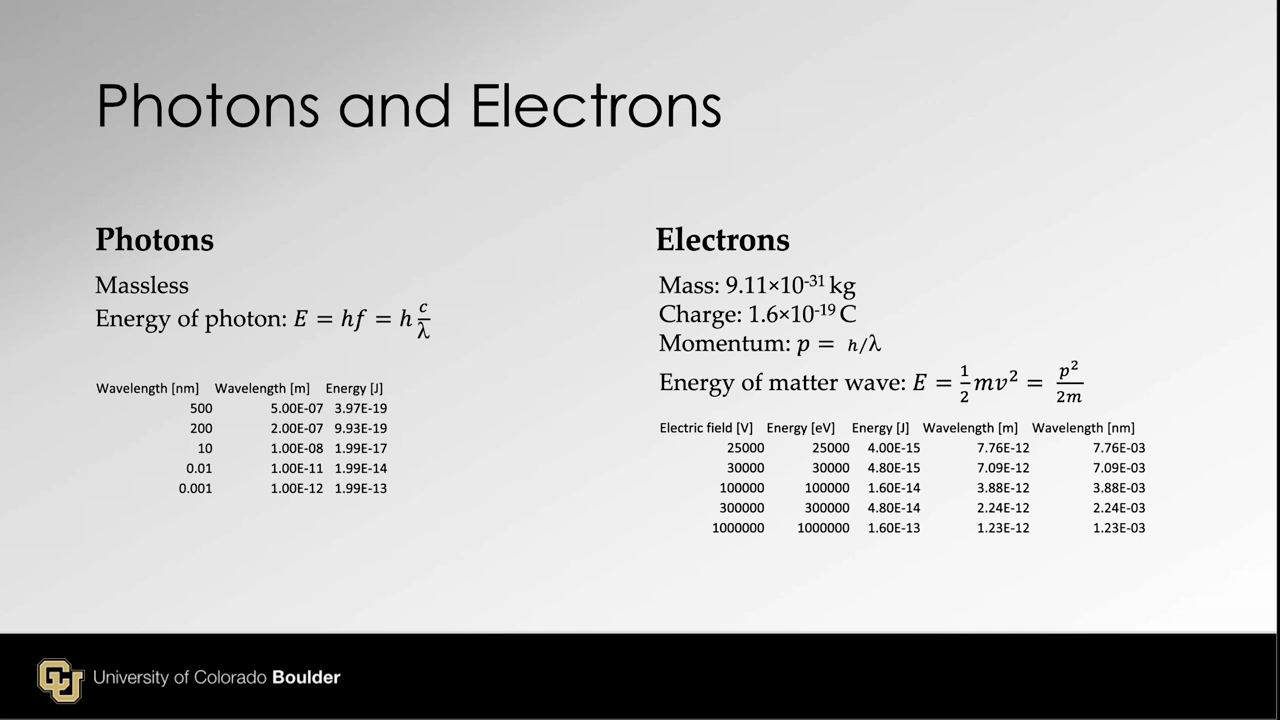 Photons and Electrons
Photons
Massless
Energy of photon: E = hf = h c/λ
Wavelength [nm] Wavelength [m] Energy [J]
500 5.00E-07 3.97E-19
200 2.00E-07 9.93E-19
10 1.00E-08 1.99E-17
0.01 1.00E-11 1.99E-14
0.001 1.00E-12 1.99E-13
Electrons
Mass: 9.11×10⁻³¹ kg
Charge: 1.6×10⁻¹⁹ C
Momentum: p = h/λ
Energy of matter wave: E = 1/2 mv² = p²/2m
Electric field [V] Energy [eV] Energy [J] Wavelength [m] Wavelength [nm]
25000 25000 4.00E-15 7.76E-12 7.76E-03
30000 30000 4.80E-15 7.09E-12 7.09E-03
100000 100000 1.60E-14 3.88E-12 3.88E-03
300000 300000 4.80E-14 2.24E-12 2.24E-03
1000000 1000000 1.60E-13 1.23E-12 1.23E-03
CU University of Colorado Boulder